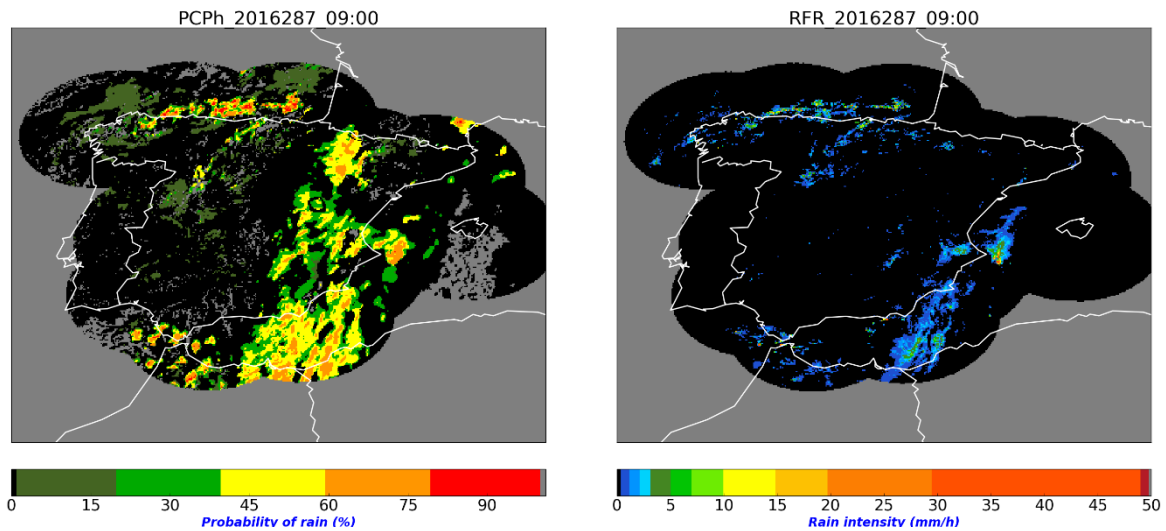 PCPh_2016287_09:00
RFR_2016287_09:00
0 15 30 45 60 75 90
Probability of rain (%)
0 5 10 15 20 25 30 35 40 45 50
Rain intensity (mm/h)